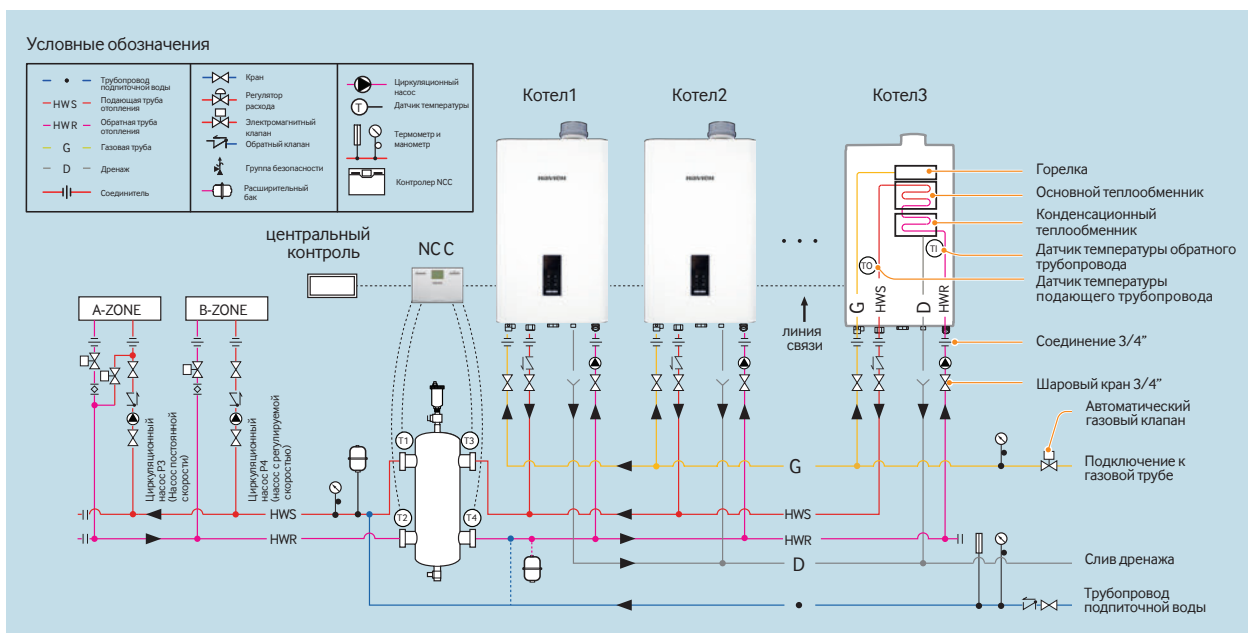 Условные обозначения
Трубопровод
подпиточной воды
HWS
Подающая труба
отопления
HWR
Обратная труба
отопления
G
Газовая труба
D
Дренаж
Соединитель
Кран
Регулятор
расхода
Электромагнитный
клапан
Обратный клапан
Группа безопасности
Расширительный
бак
Циркуляционный
насос
T
Датчик температуры
Термометр и
манометр
Контролер NCC
Котел1
Котел2
Котел3
NAVIEN
NAVIEN
Горелка
Основной теплообменник
Конденсационный
теплообменник
Датчик температуры обратного
трубопровода
Датчик температуры
подающего трубопровода
TI
TO
G
HWS
D
HWR
центральный
контроль
NC C
линия
связи
A-ZONE
B-ZONE
Соединение 3/4"
Шаровый кран 3/4"
Автоматический
газовый клапан
Подключение к
газовой трубе
Циркуляционный
насос P3
(Насос постоянной
скорости)
Циркуляционный
насос P4
(насос с регулируемой
скоростью)
T1
T3
T2
T4
G
HWS
HWS
HWR
HWR
D
Слив дренажа
Трубопровод
подпиточной воды